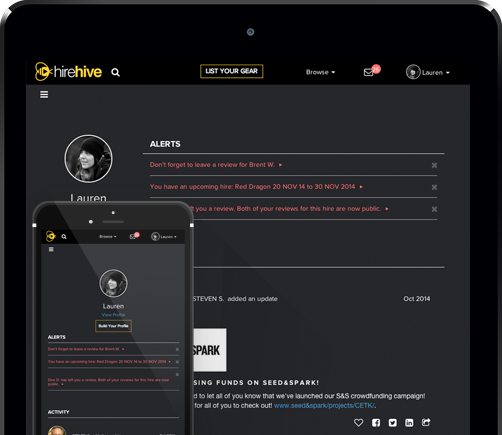 hirehive
LIST YOUR GEAR
Browse
Lauren
ALERTS
Don't forget to leave a review for Brent W.
You have an upcoming hire: Red Dragon 20 NOV 14 to 30 NOV 2014
left you a review. Both of your reviews for this hire are now public.
Lauren
STEVEN S. added an update
Oct 2014
SPARK
SING FUNDS ON SEED&SPARK!
d to let all of you know that we've launched our S&S crowdfunding campaign!
for all of you to check out! www.seed&spark/projects/CETK/.
Browse
Lauren
Lauren
View Profile
Build Your Profile
ALERTS
Don't forget to leave a review for Brent W.
You have an upcoming hire: Red Dragon 20 NOV 2014 to 30 NOV 2014
has left you a review. Both of your reviews for this hire are now
public.
ACTIVITY